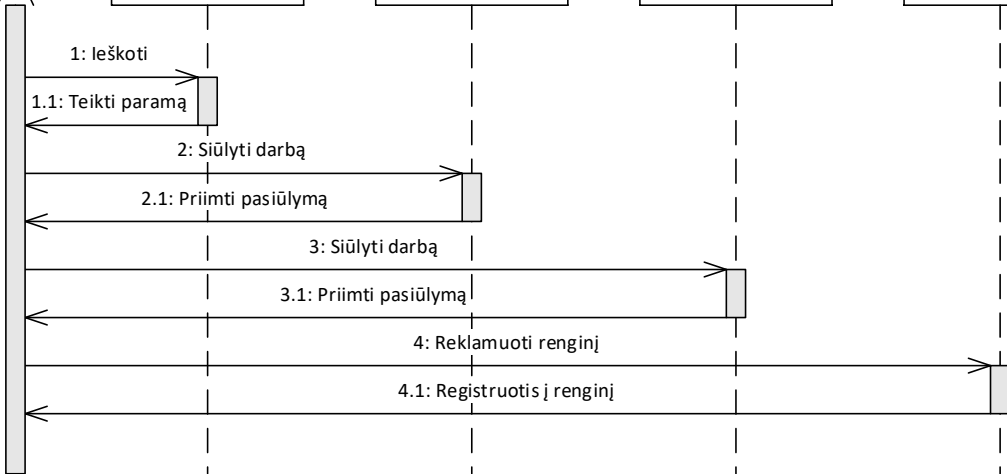 1: Ieškoti
1.1: Teikti paramą
2: Siūlyti darbą
2.1: Priimti pasiūlymą
3: Siūlyti darbą
3.1: Priimti pasiūlymą
4: Reklamuoti renginį
4.1: Registruotis į renginį